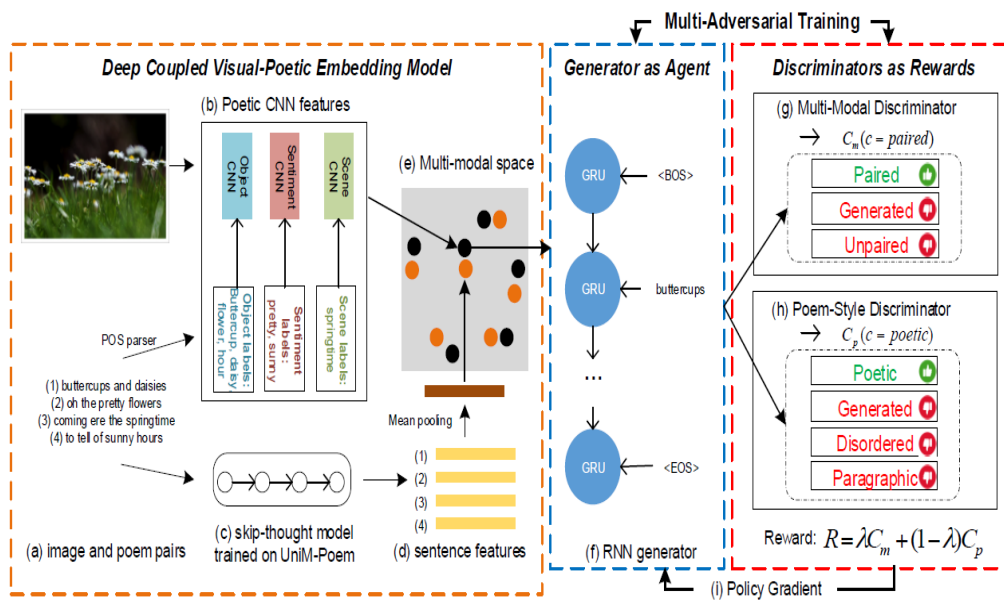 Multi-Adversarial Training
Deep Coupled Visual-Poetic Embedding Model
(b) Poetic CNN features
Object
CNN
Sentiment
CNN
Scene
CNN
Object labels:
Buttercup, daisy
flower, hour
Sentiment
labels:
pretty, sunny
Scene labels:
springtime
POS parser
(1) buttercups and daisies
(2) oh the pretty flowers
(3) coming ere the springtime
(4) to tell of sunny hours
(a) image and poem pairs
(c) skip-thought model
trained on UniM-Poem
(e) Multi-modal space
Mean pooling
(1)
(2)
(3)
(4)
(d) sentence features
Generator as Agent
GRU
<BOS>
GRU
buttercups
...
GRU
<EOS>
(f) RNN generator
Discriminators as Rewards
(g) Multi-Modal Discriminator
C_m(c = paired)
Paired
Generated
Unpaired
(h) Poem-Style Discriminator
C_p(c = poetic)
Poetic
Generated
Disordered
Paragraphic
Reward: R = λC_m + (1−λ)C_p
(i) Policy Gradient